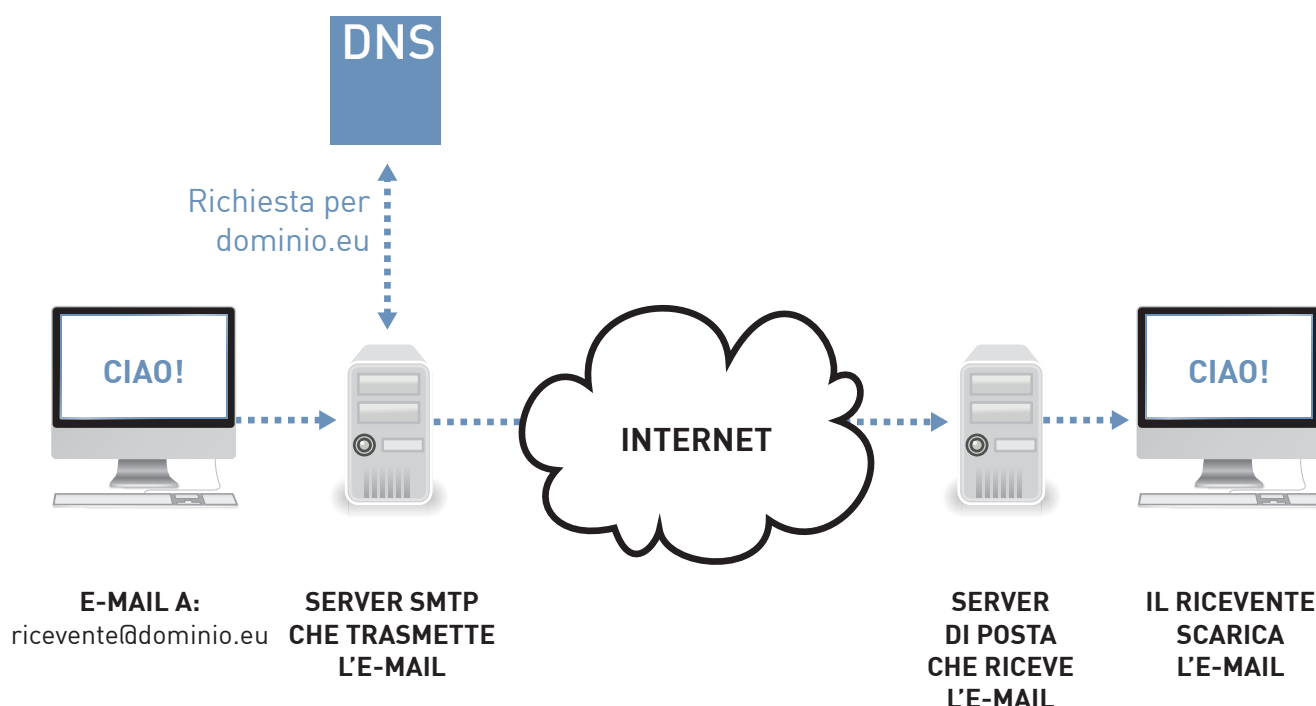 DNS
Richiesta per
dominio.eu
CIAO!
CIAO!
INTERNET
E-MAIL A:
ricevente@dominio.eu
SERVER SMTP
CHE TRASMETTE
L'E-MAIL
SERVER
DI POSTA
CHE RICEVE
L'E-MAIL
IL RICEVENTE
SCARICA
L'E-MAIL